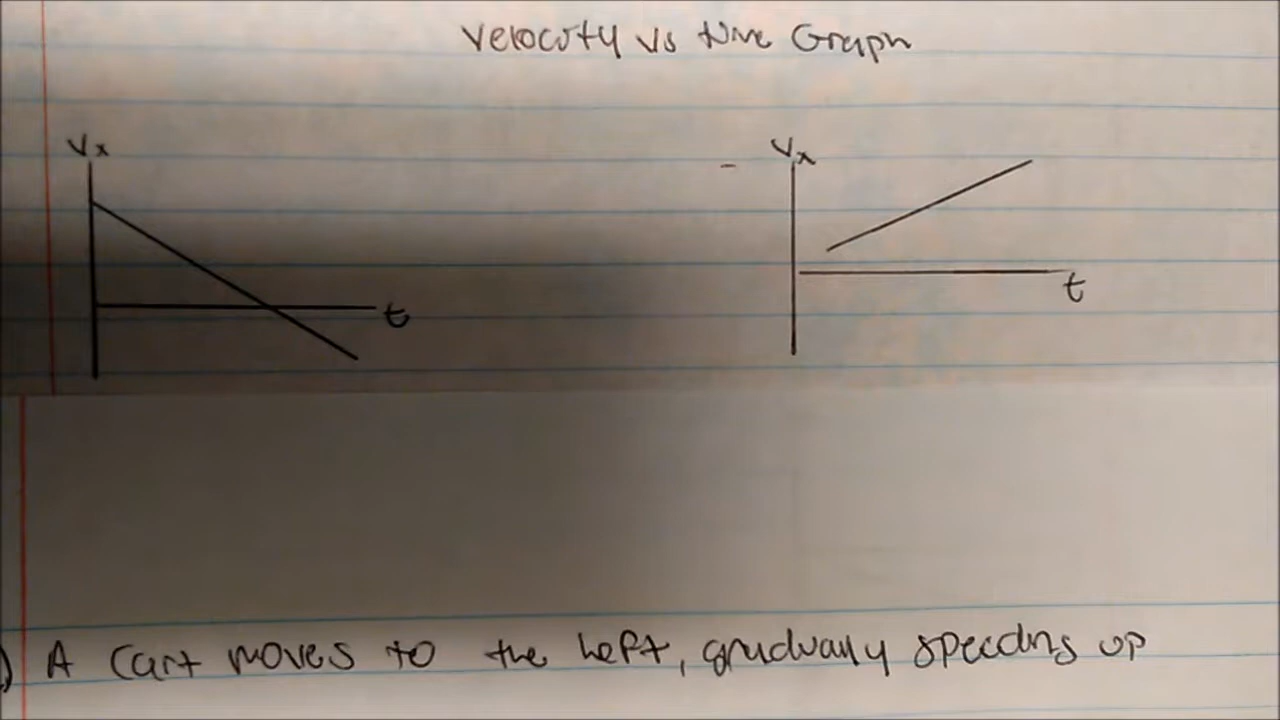 Velocity vs time Graph
Vx
Vx
t
t
) A Cart moves to the left, gradually speeding up